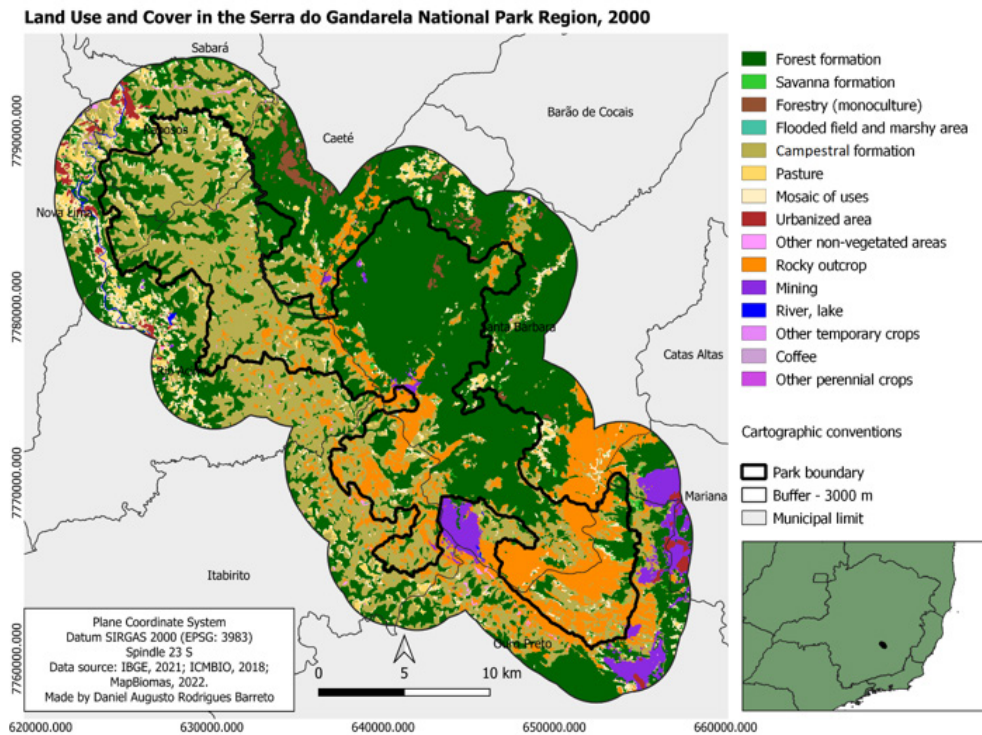 Land Use and Cover in the Serra do Gandarela National Park Region, 2000
Sabará
Barão de Cocais
Caeté
Raposos
Nova Lima
Santa Bárbara
Catas Altas
Mariana
Itabirito
Ouro Preto
7790000.000
7780000.000
7770000.000
7760000.000
620000.000
630000.000
640000.000
650000.000
660000.000
Forest formation
Savanna formation
Forestry (monoculture)
Flooded field and marshy area
Campestral formation
Pasture
Mosaic of uses
Urbanized area
Other non-vegetated areas
Rocky outcrop
Mining
River, lake
Other temporary crops
Coffee
Other perennial crops
Cartographic conventions
Park boundary
Buffer - 3000 m
Municipal limit
Plane Coordinate System
Datum SIRGAS 2000 (EPSG: 3983)
Spindle 23 S
Data source: IBGE, 2021; ICMBIO, 2018;
MapBiomas, 2022.
Made by Daniel Augusto Rodrigues Barreto
0
5
10 km